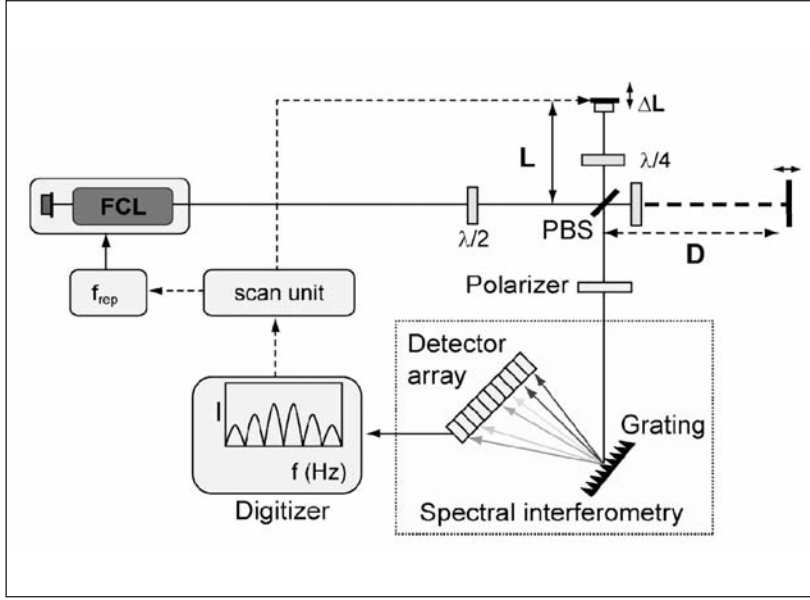 ΔL
L
λ/4
FCL
λ/2
PBS
D
f_rep
scan unit
Polarizer
Detector
array
Grating
I
f (Hz)
Digitizer
Spectral interferometry